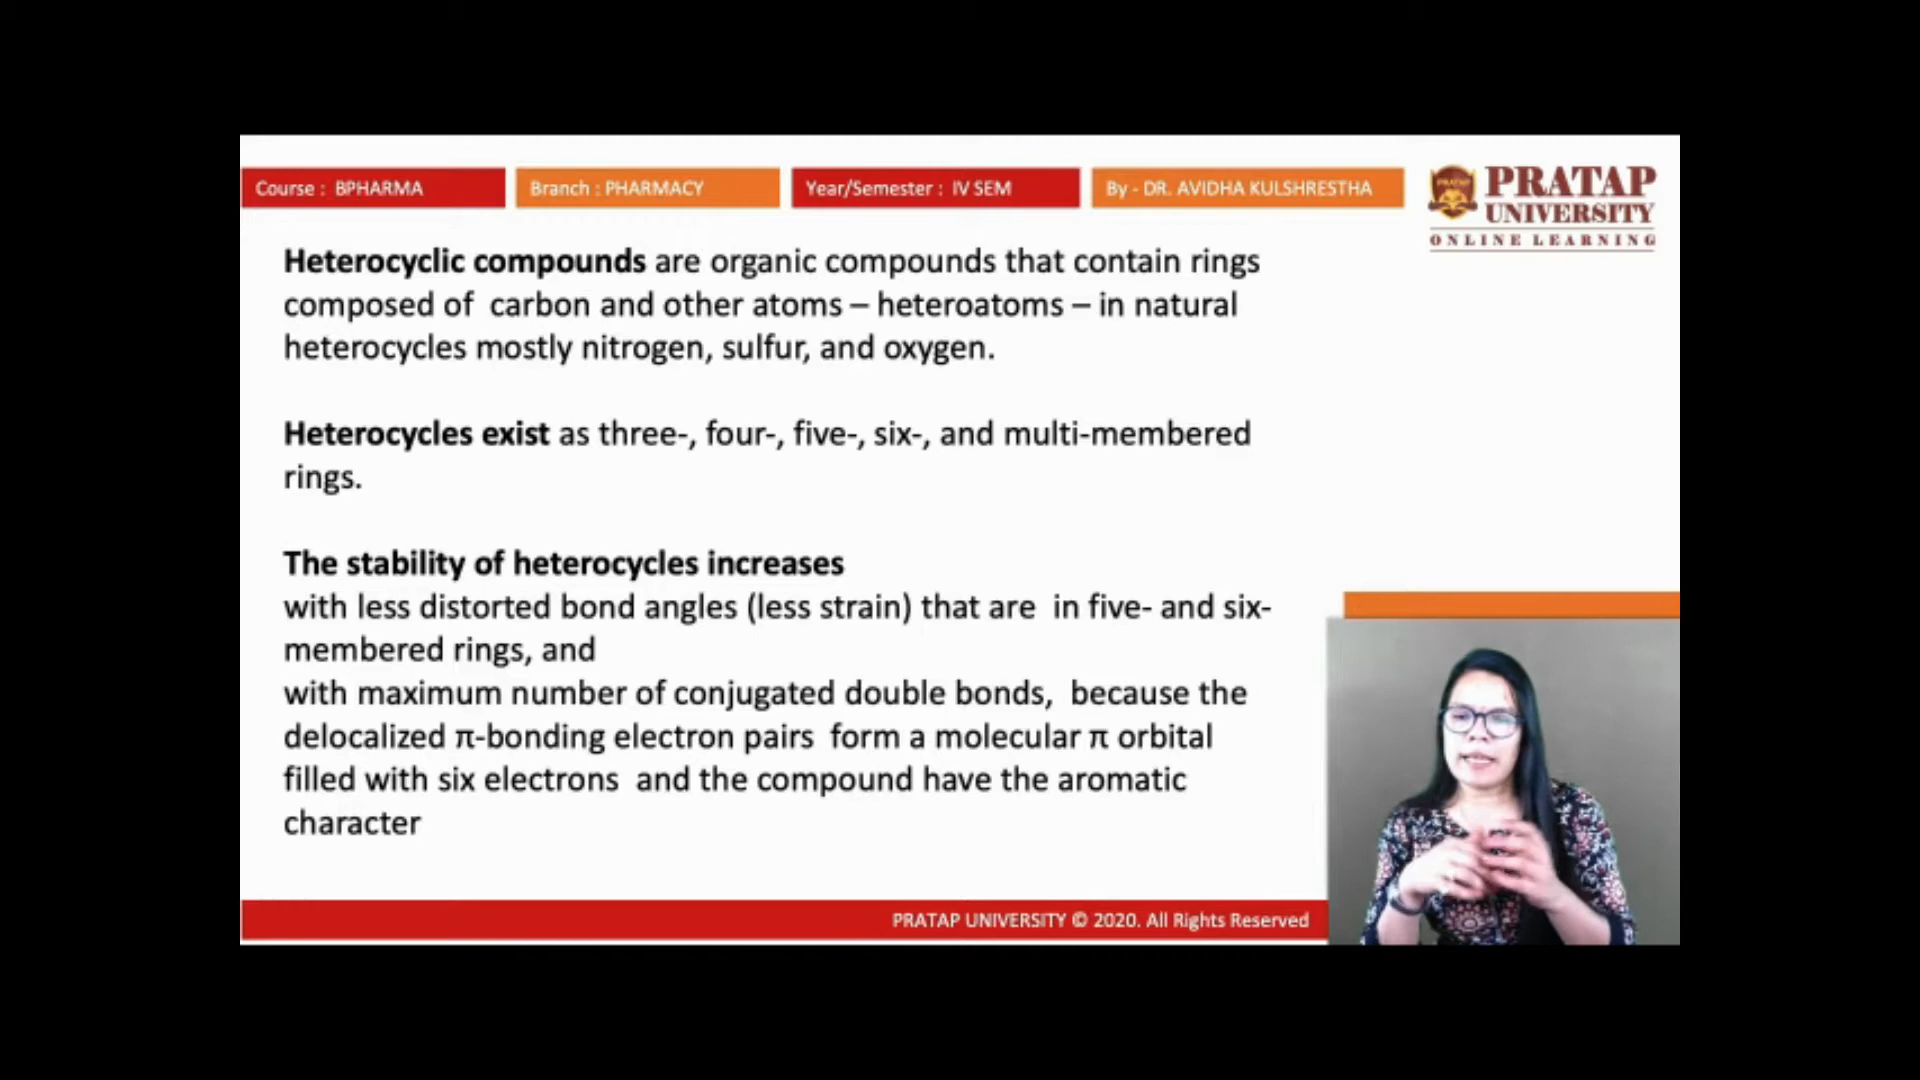 Course : BPHARMA
Branch : PHARMACY
Year/Semester : IV SEM
By - DR. AVIDHA KULSHRESTHA
PRATAP
PRATAP
UNIVERSITY
ONLINE LEARNING
Heterocyclic compounds are organic compounds that contain rings
composed of carbon and other atoms – heteroatoms – in natural
heterocycles mostly nitrogen, sulfur, and oxygen.
Heterocycles exist as three-, four-, five-, six-, and multi-membered
rings.
The stability of heterocycles increases
with less distorted bond angles (less strain) that are in five- and six-
membered rings, and
with maximum number of conjugated double bonds, because the
delocalized π-bonding electron pairs form a molecular π orbital
filled with six electrons and the compound have the aromatic
character
PRATAP UNIVERSITY © 2020. All Rights Reserved